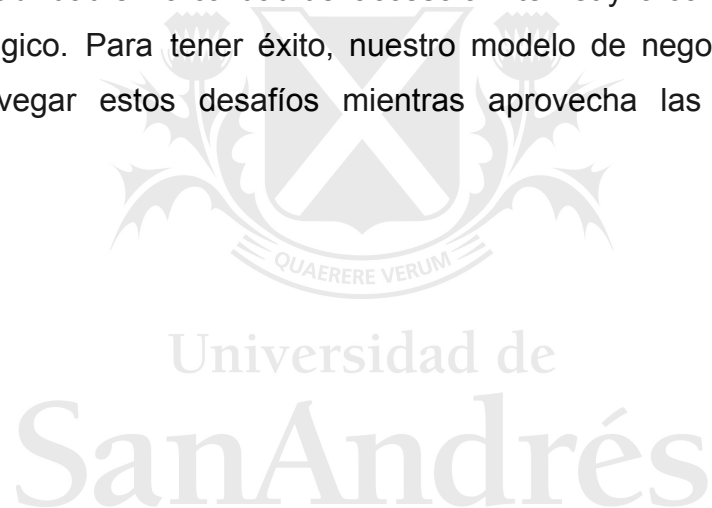 gico. Para tener éxito, nuestro modelo de nego
vegar estos desafíos mientras aprovecha las
QUAERERE VERUM
Universidad de
SanAndrés